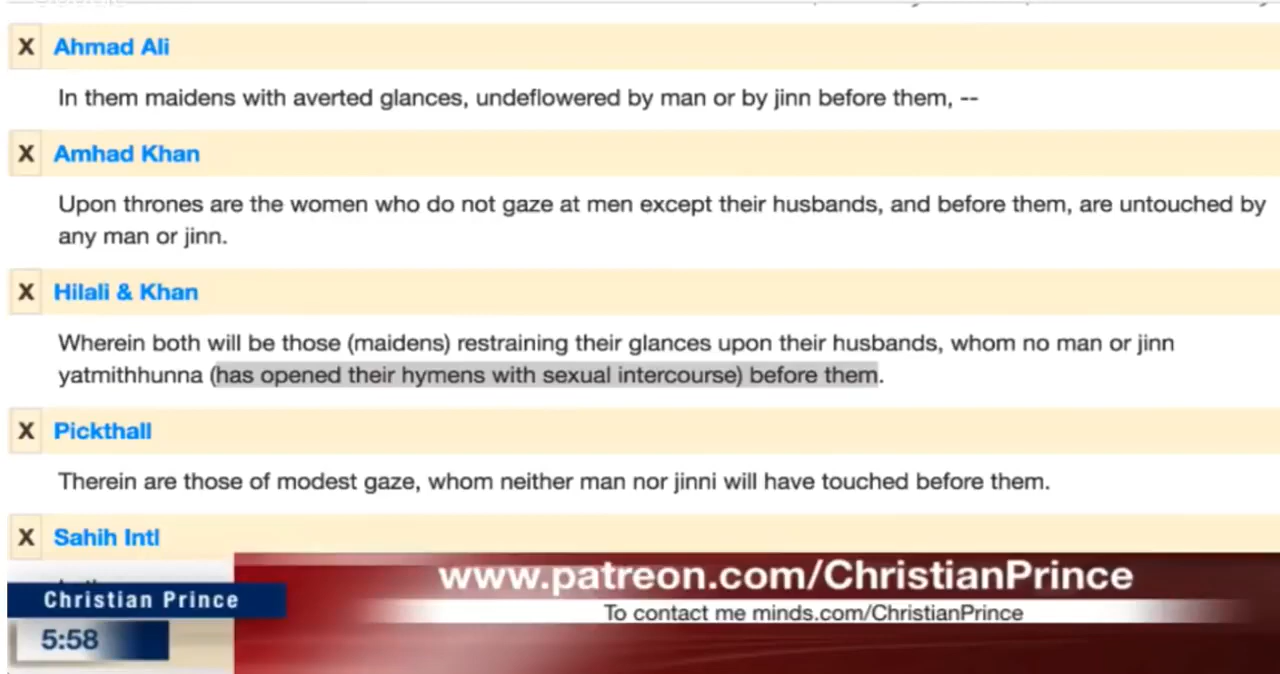 X Ahmad Ali
In them maidens with averted glances, undeflowered by man or by jinn before them, --
X Amhad Khan
Upon thrones are the women who do not gaze at men except their husbands, and before them, are untouched by
any man or jinn.
X Hilali & Khan
Wherein both will be those (maidens) restraining their glances upon their husbands, whom no man or jinn
yatmithhunna (has opened their hymens with sexual intercourse) before them.
X Pickthall
Therein are those of modest gaze, whom neither man nor jinni will have touched before them.
X Sahih Intl
www.patreon.com/ChristianPrince
Christian Prince
To contact me minds.com/ChristianPrince
5:58